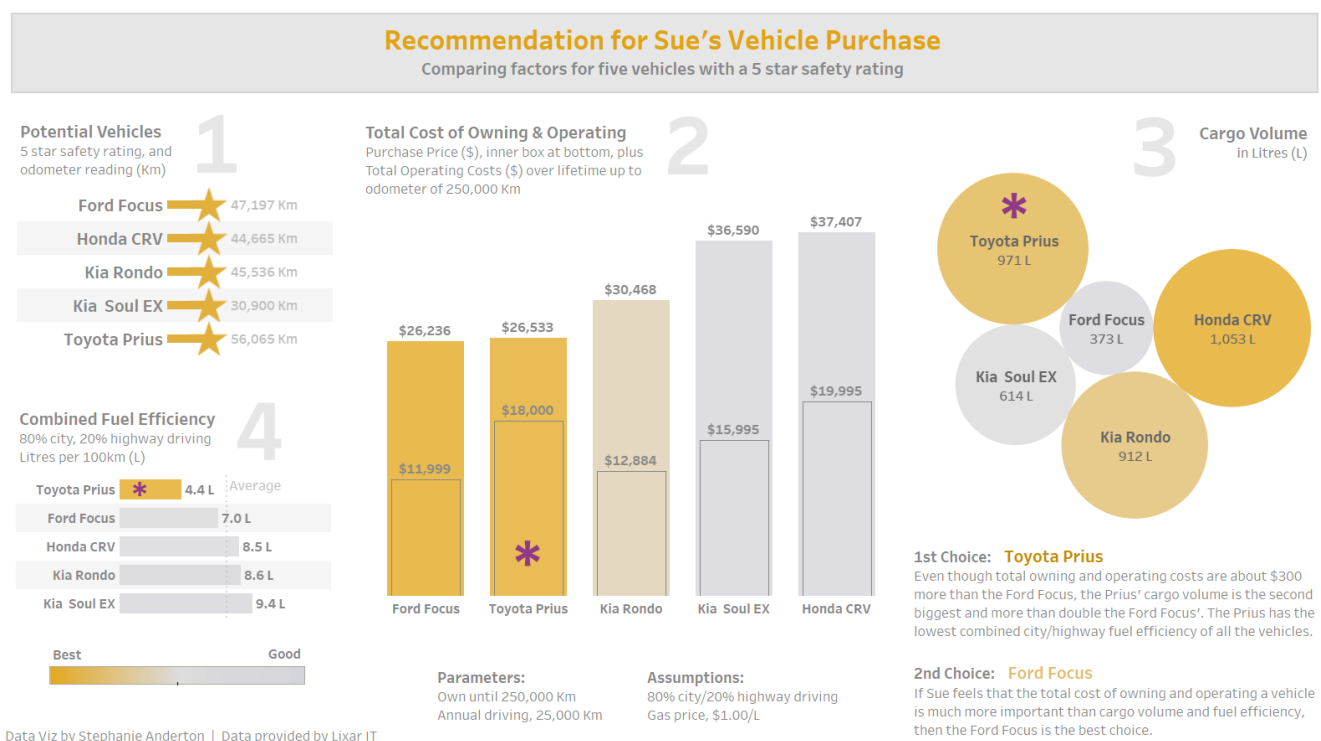 Recommendation for Sue's Vehicle Purchase
Comparing factors for five vehicles with a 5 star safety rating
Potential Vehicles
5 star safety rating, and
odometer reading (Km)
1
Ford Focus 47,197 Km
Honda CRV 44,665 Km
Kia Rondo 45,536 Km
Kia Soul EX 30,900 Km
Toyota Prius 56,065 Km
Total Cost of Owning & Operating
Purchase Price ($), inner box at bottom, plus
Total Operating Costs ($) over lifetime up to
odometer of 250,000 Km
2
$26,236
$26,533
$30,468
$36,590
$37,407
$11,999
$18,000
$12,884
$15,995
$19,995
*
Ford Focus
Toyota Prius
Kia Rondo
Kia Soul EX
Honda CRV
3
Cargo Volume
in Litres (L)
*
Toyota Prius
971 L
Ford Focus
373 L
Honda CRV
1,053 L
Kia Soul EX
614 L
Kia Rondo
912 L
Combined Fuel Efficiency
80% city, 20% highway driving
Litres per 100km (L)
4
Average
Toyota Prius * 4.4 L
Ford Focus 7.0 L
Honda CRV 8.5 L
Kia Rondo 8.6 L
Kia Soul EX 9.4 L
Best Good
Parameters:
Own until 250,000 Km
Annual driving, 25,000 Km
Assumptions:
80% city/20% highway driving
Gas price, $1.00/L
1st Choice: Toyota Prius
Even though total owning and operating costs are about $300
more than the Ford Focus, the Prius' cargo volume is the second
biggest and more than double the Ford Focus'. The Prius has the
lowest combined city/highway fuel efficiency of all the vehicles.
2nd Choice: Ford Focus
If Sue feels that the total cost of owning and operating a vehicle
is much more important than cargo volume and fuel efficiency,
then the Ford Focus is the best choice.
Data Viz by Stephanie Anderton | Data provided by Lixar IT